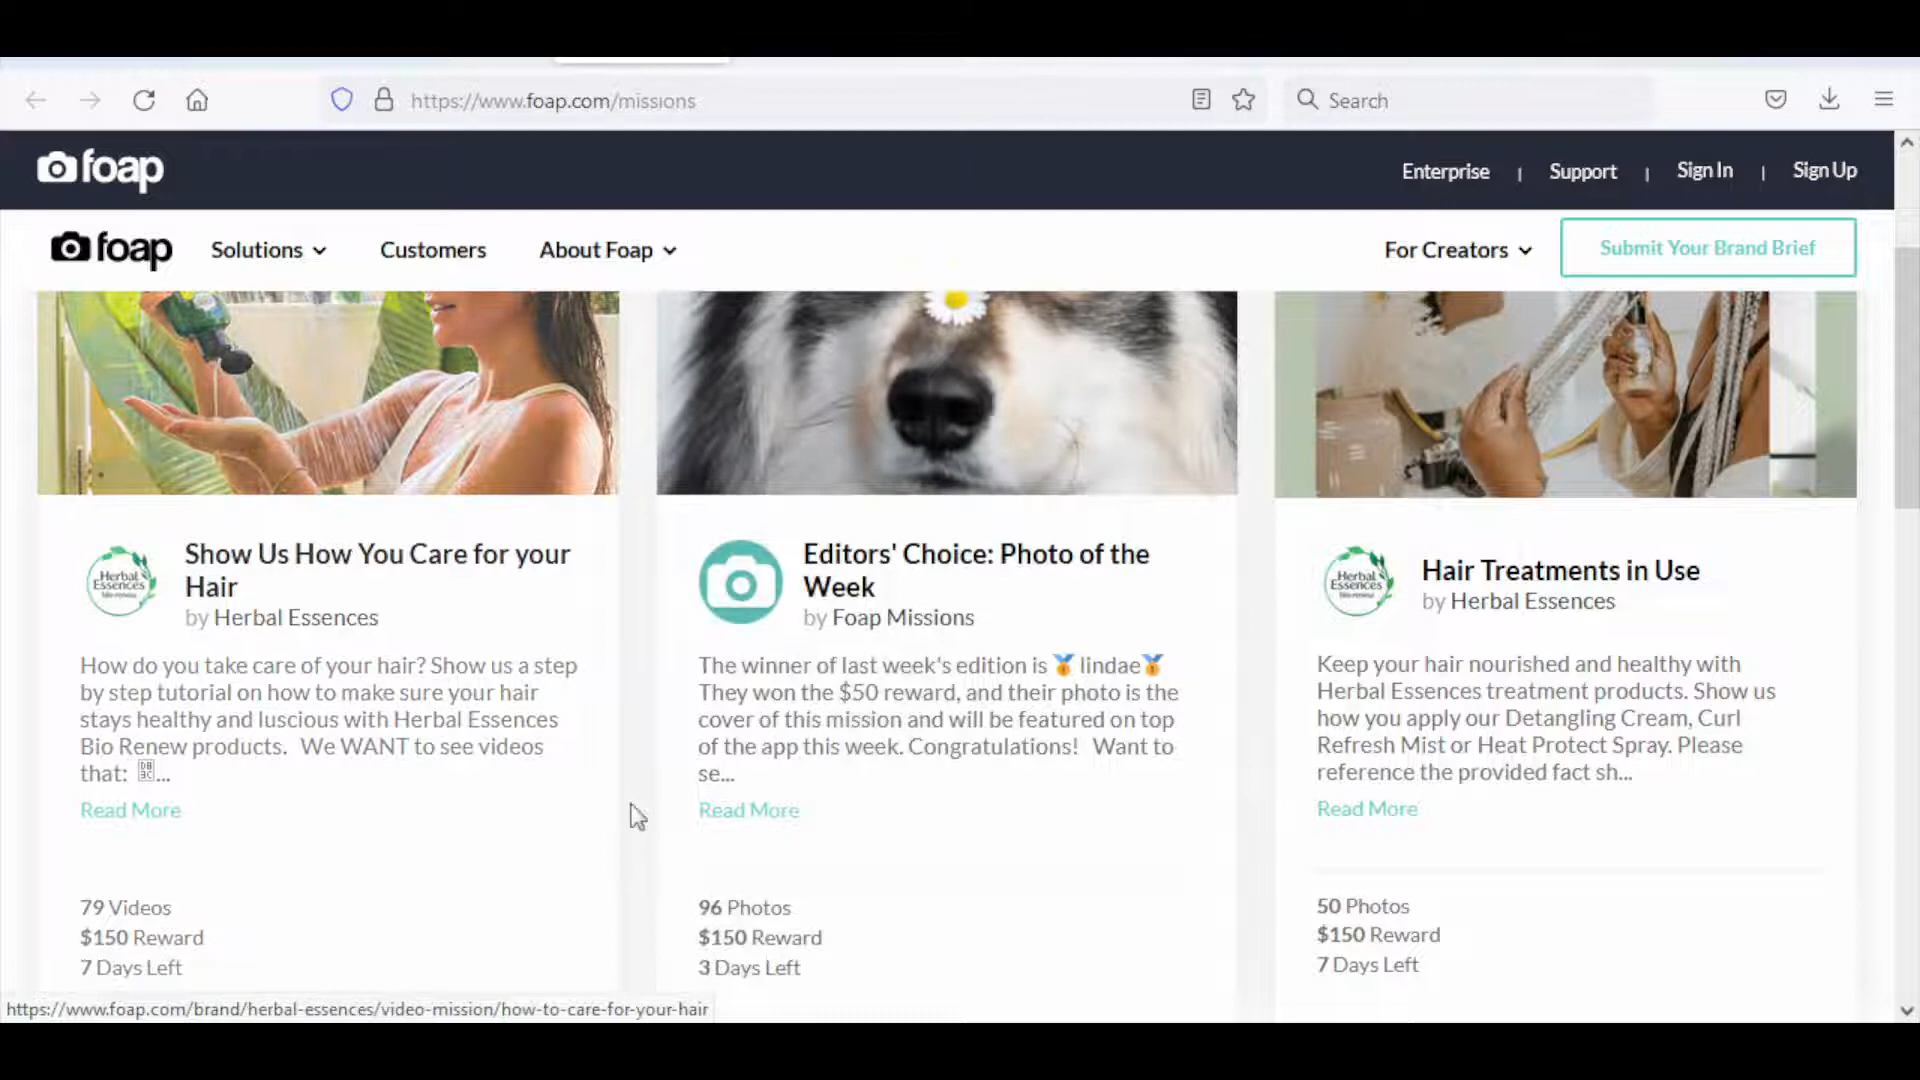 https://www.foap.com/missions
Search
foap
Enterprise | Support | Sign In | Sign Up
foap Solutions Customers About Foap For Creators Submit Your Brand Brief
Herbal Essences bio:renew
Show Us How You Care for your
Hair
by Herbal Essences
How do you take care of your hair? Show us a step
by step tutorial on how to make sure your hair
stays healthy and luscious with Herbal Essences
Bio Renew products. We WANT to see videos
that: ...
Read More
79 Videos
$150 Reward
7 Days Left
Editors' Choice: Photo of the
Week
by Foap Missions
The winner of last week's edition is 🥇 lindae🥇
They won the $50 reward, and their photo is the
cover of this mission and will be featured on top
of the app this week. Congratulations! Want to
se...
Read More
96 Photos
$150 Reward
3 Days Left
Herbal Essences bio:renew
Hair Treatments in Use
by Herbal Essences
Keep your hair nourished and healthy with
Herbal Essences treatment products. Show us
how you apply our Detangling Cream, Curl
Refresh Mist or Heat Protect Spray. Please
reference the provided fact sh...
Read More
50 Photos
$150 Reward
7 Days Left
https://www.foap.com/brand/herbal-essences/video-mission/how-to-care-for-your-hair